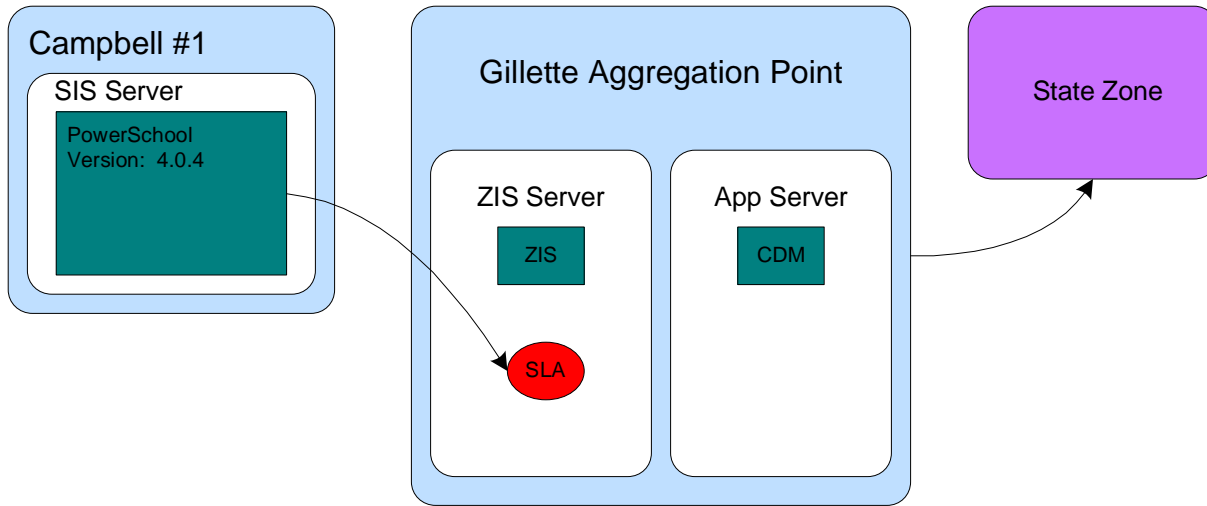 Campbell #1
SIS Server
PowerSchool
Version:  4.0.4
Gillette Aggregation Point
ZIS Server
ZIS
SLA
App Server
CDM
State Zone